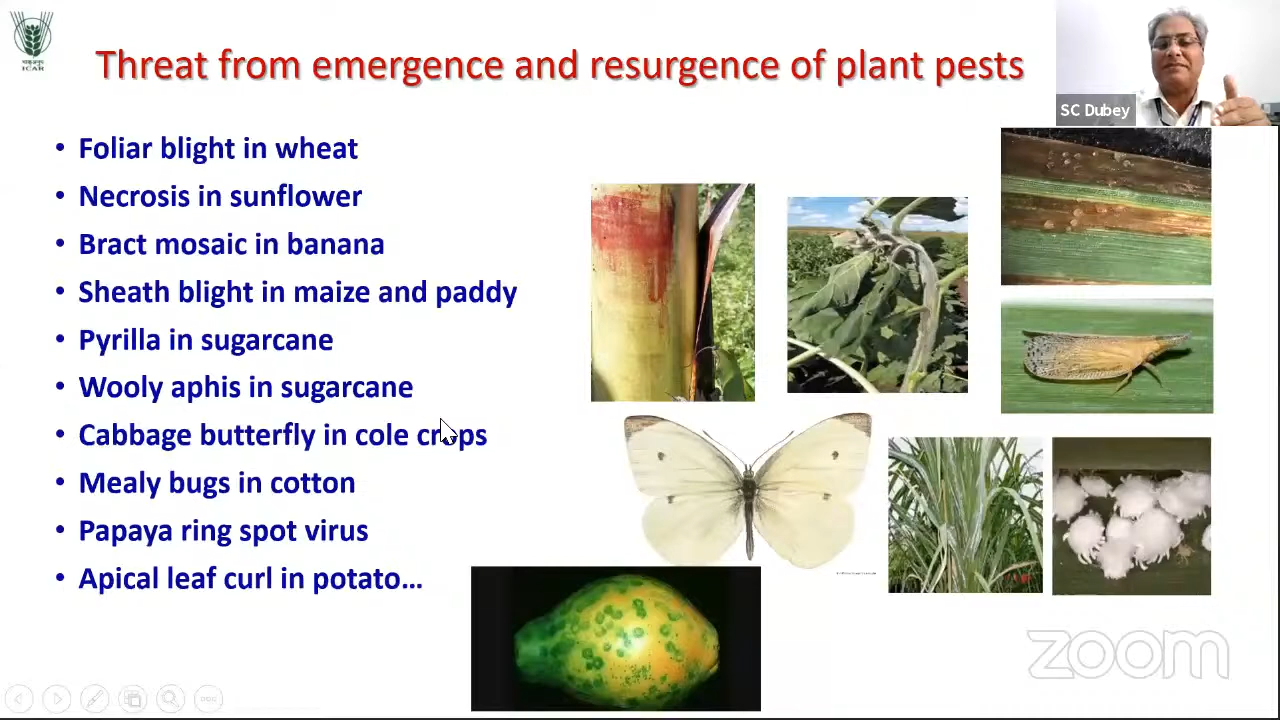 Threat from emergence and resurgence of plant pests
SC Dubey
ICAR
• Foliar blight in wheat
• Necrosis in sunflower
• Bract mosaic in banana
• Sheath blight in maize and paddy
• Pyrilla in sugarcane
• Wooly aphis in sugarcane
• Cabbage butterfly in cole crops
• Mealy bugs in cotton
• Papaya ring spot virus
• Apical leaf curl in potato...
zoom